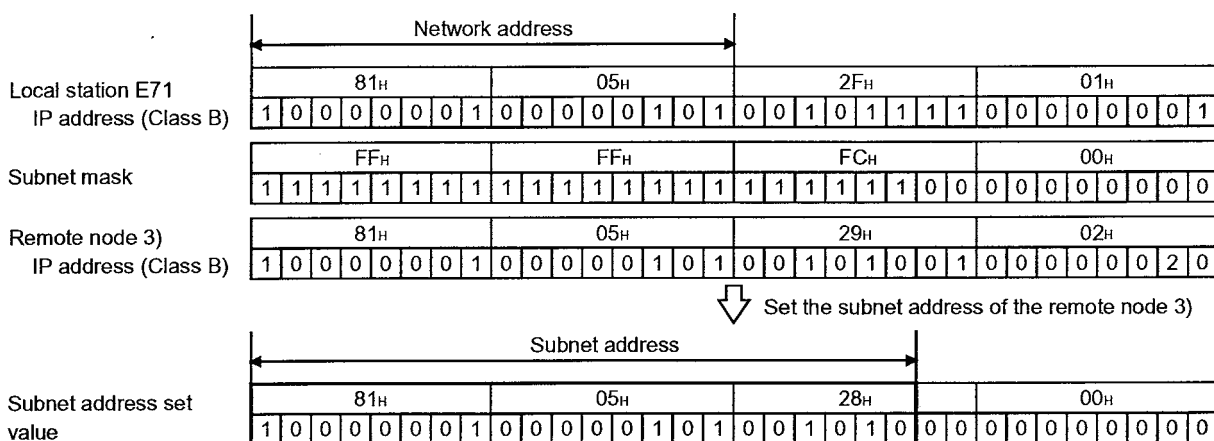 Network address
81H 05H 2FH 01H
Local station E71
IP address (Class B)
1 0 0 0 0 0 0 1 0 0 0 0 0 1 0 1 0 0 1 0 1 1 1 1 0 0 0 0 0 0 0 1
FFH FFH FCH 00H
Subnet mask
1 1 1 1 1 1 1 1 1 1 1 1 1 1 1 1 1 1 1 1 1 1 0 0 0 0 0 0 0 0 0 0
81H 05H 29H 02H
Remote node 3)
IP address (Class B)
1 0 0 0 0 0 0 1 0 0 0 0 0 1 0 1 0 0 1 0 1 0 0 1 0 0 0 0 0 0 2 0
Set the subnet address of the remote node 3)
Subnet address
81H 05H 28H 00H
Subnet address set
value
1 0 0 0 0 0 0 1 0 0 0 0 0 1 0 1 0 0 1 0 1 0 0 0 0 0 0 0 0 0 0 0